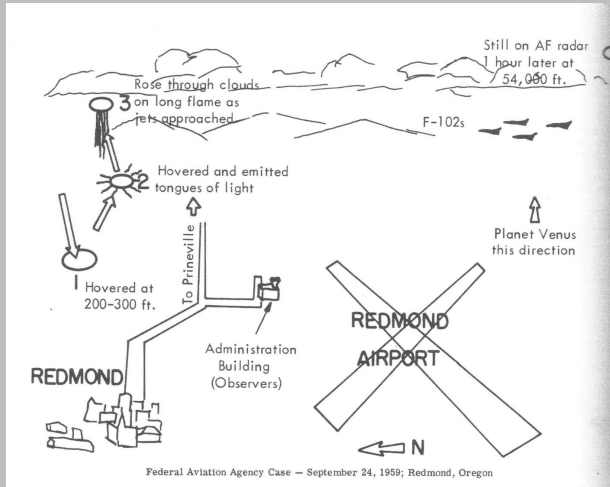 Still on AF radar
1 hour later at
54,000 ft.
3
Rose through clouds
on long flame as
jets approached
F-102s
2
Hovered and emitted
tongues of light
To Prineville
Planet Venus
this direction
1
Hovered at
200-300 ft.
REDMOND
AIRPORT
Administration
Building
(Observers)
REDMOND
N
Federal Aviation Agency Case — September 24, 1959; Redmond, Oregon